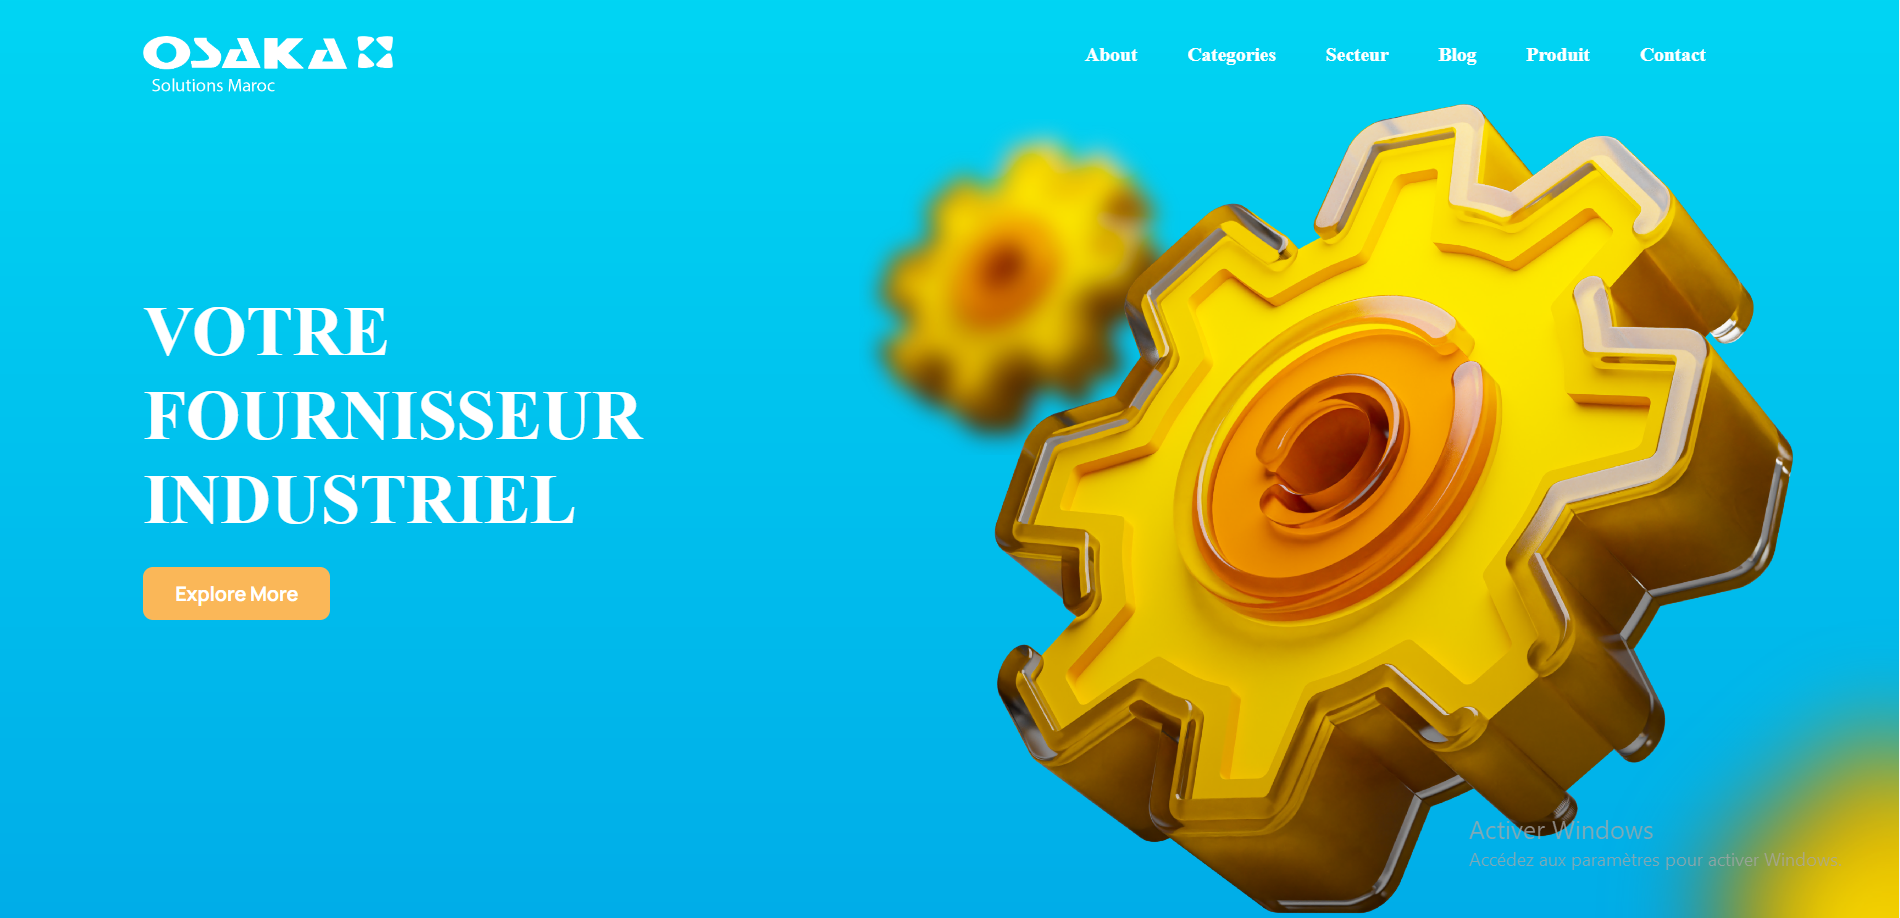 OSAKA
Solutions Maroc
About Categories Secteur Blog Produit Contact
VOTRE
FOURNISSEUR
INDUSTRIEL
Explore More
Activer Windows
Accédez aux paramètres pour activer Windows.